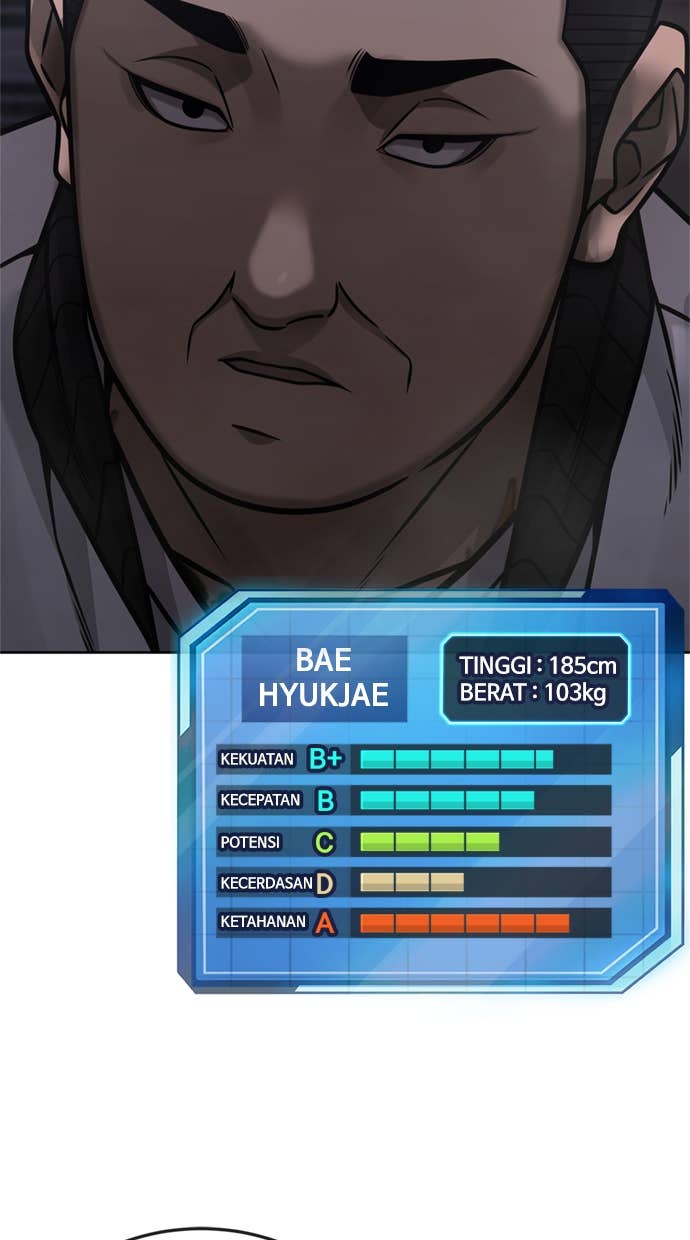 BAE
HYUKJAE
TINGGI : 185cm
BERAT : 103kg
KEKUATAN B+
KECEPATAN B
POTENSI C
KECERDASAN D
KETAHANAN A